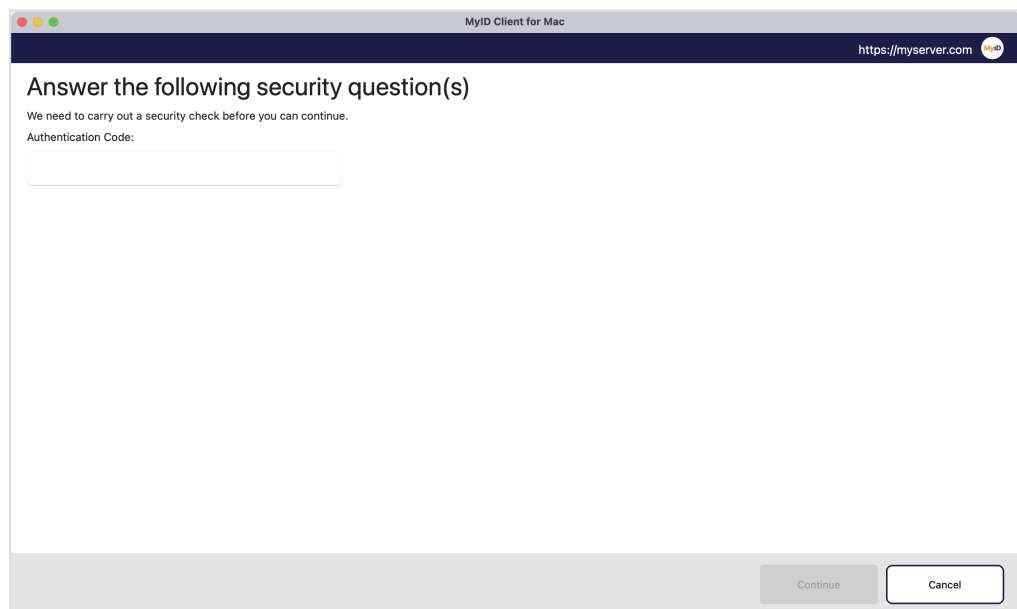 MyID Client for Mac
https://myserver.com MyID
Answer the following security question(s)
We need to carry out a security check before you can continue.
Authentication Code:
Continue Cancel